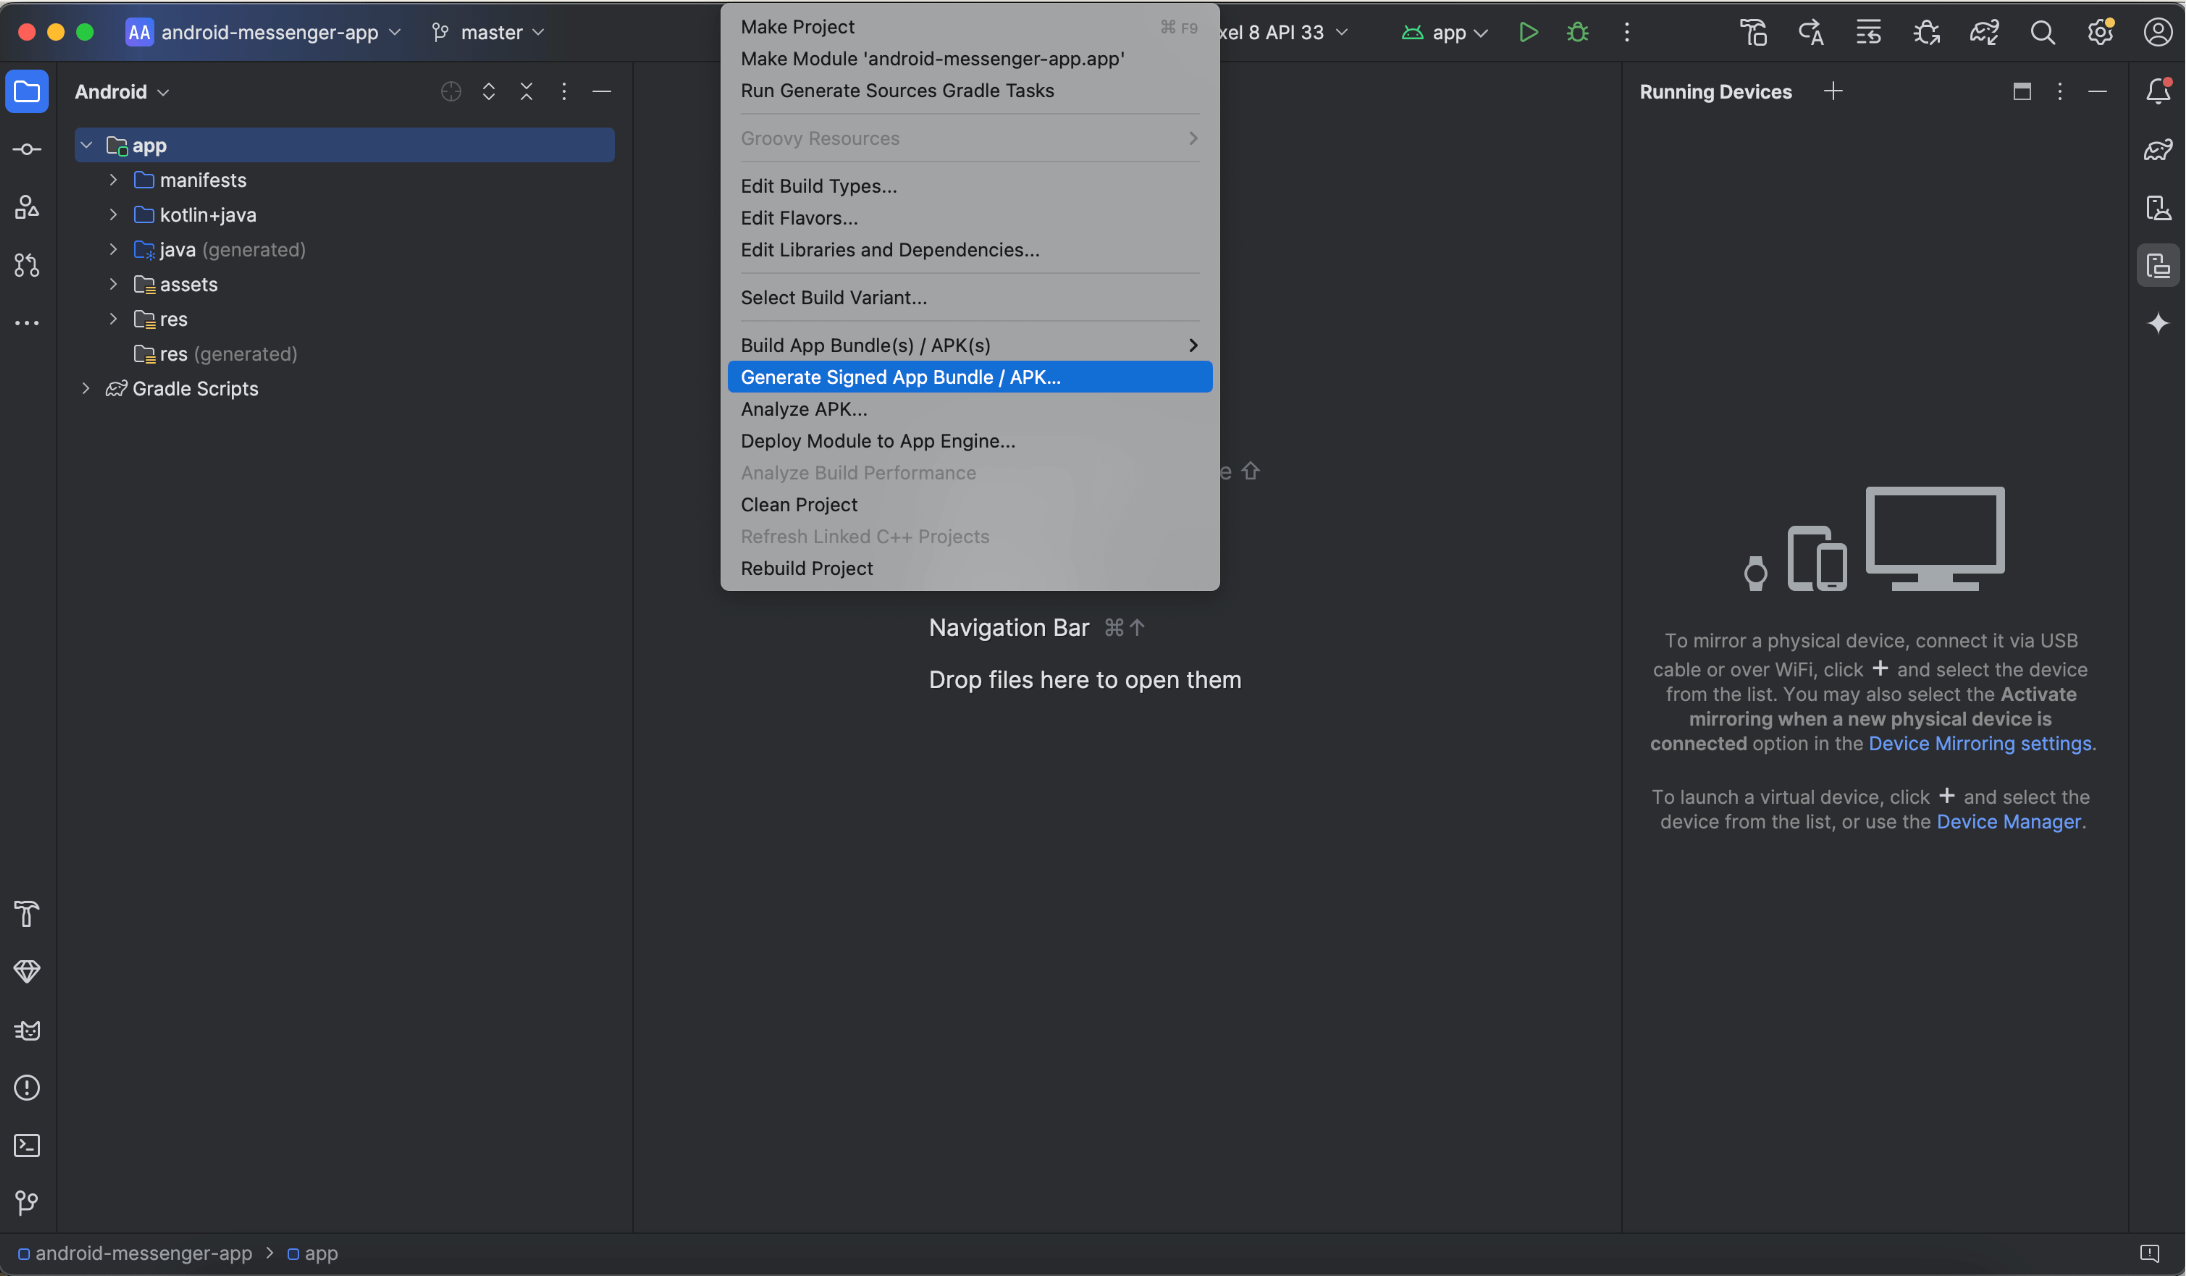 AA android-messenger-app
master
xel 8 API 33
app
Android
app
manifests
kotlin+java
java (generated)
assets
res
res (generated)
Gradle Scripts
Make Project ⌘ F9
Make Module 'android-messenger-app.app'
Run Generate Sources Gradle Tasks
Groovy Resources
Edit Build Types...
Edit Flavors...
Edit Libraries and Dependencies...
Select Build Variant...
Build App Bundle(s) / APK(s)
Generate Signed App Bundle / APK...
Analyze APK...
Deploy Module to App Engine...
Analyze Build Performance
Clean Project
Refresh Linked C++ Projects
Rebuild Project
e ⇧
Navigation Bar ⌘↑
Drop files here to open them
Running Devices
To mirror a physical device, connect it via USB
cable or over WiFi, click + and select the device
from the list. You may also select the Activate
mirroring when a new physical device is
connected option in the Device Mirroring settings.
To launch a virtual device, click + and select the
device from the list, or use the Device Manager.
android-messenger-app > app